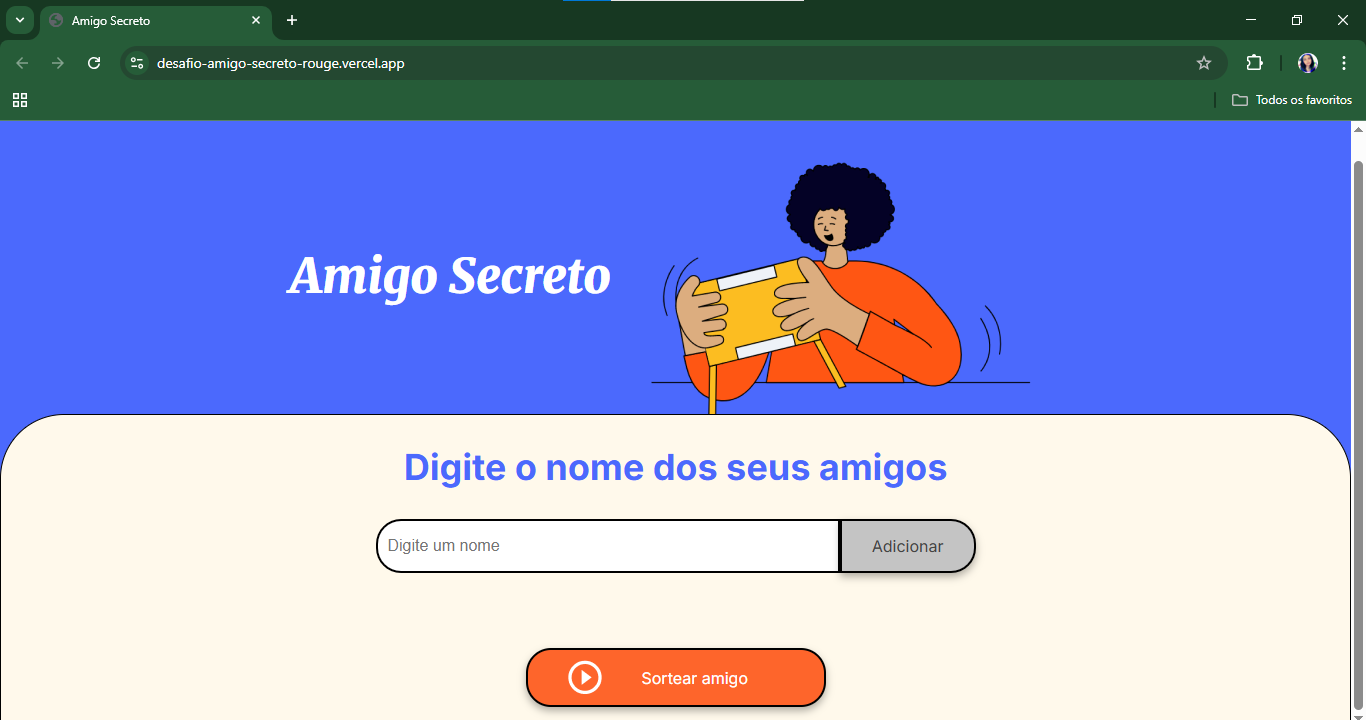 Amigo Secreto
desafio-amigo-secreto-rouge.vercel.app
Todos os favoritos
Amigo Secreto
Digite o nome dos seus amigos
Digite um nome
Adicionar
Sortear amigo